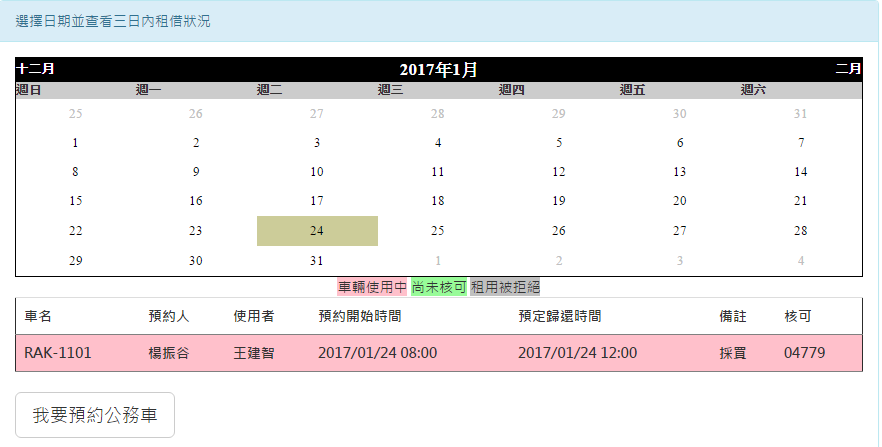 選擇日期並查看三日內租借狀況
十二月 2017年1月 二月
週日 週一 週二 週三 週四 週五 週六
25 26 27 28 29 30 31
1 2 3 4 5 6 7
8 9 10 11 12 13 14
15 16 17 18 19 20 21
22 23 24 25 26 27 28
29 30 31 1 2 3 4
車輛使用中 尚未核可 租用被拒絕
車名 預約人 使用者 預約開始時間 預定歸還時間 備註 核可
RAK-1101 楊振谷 王建智 2017/01/24 08:00 2017/01/24 12:00 採買 04779
我要預約公務車